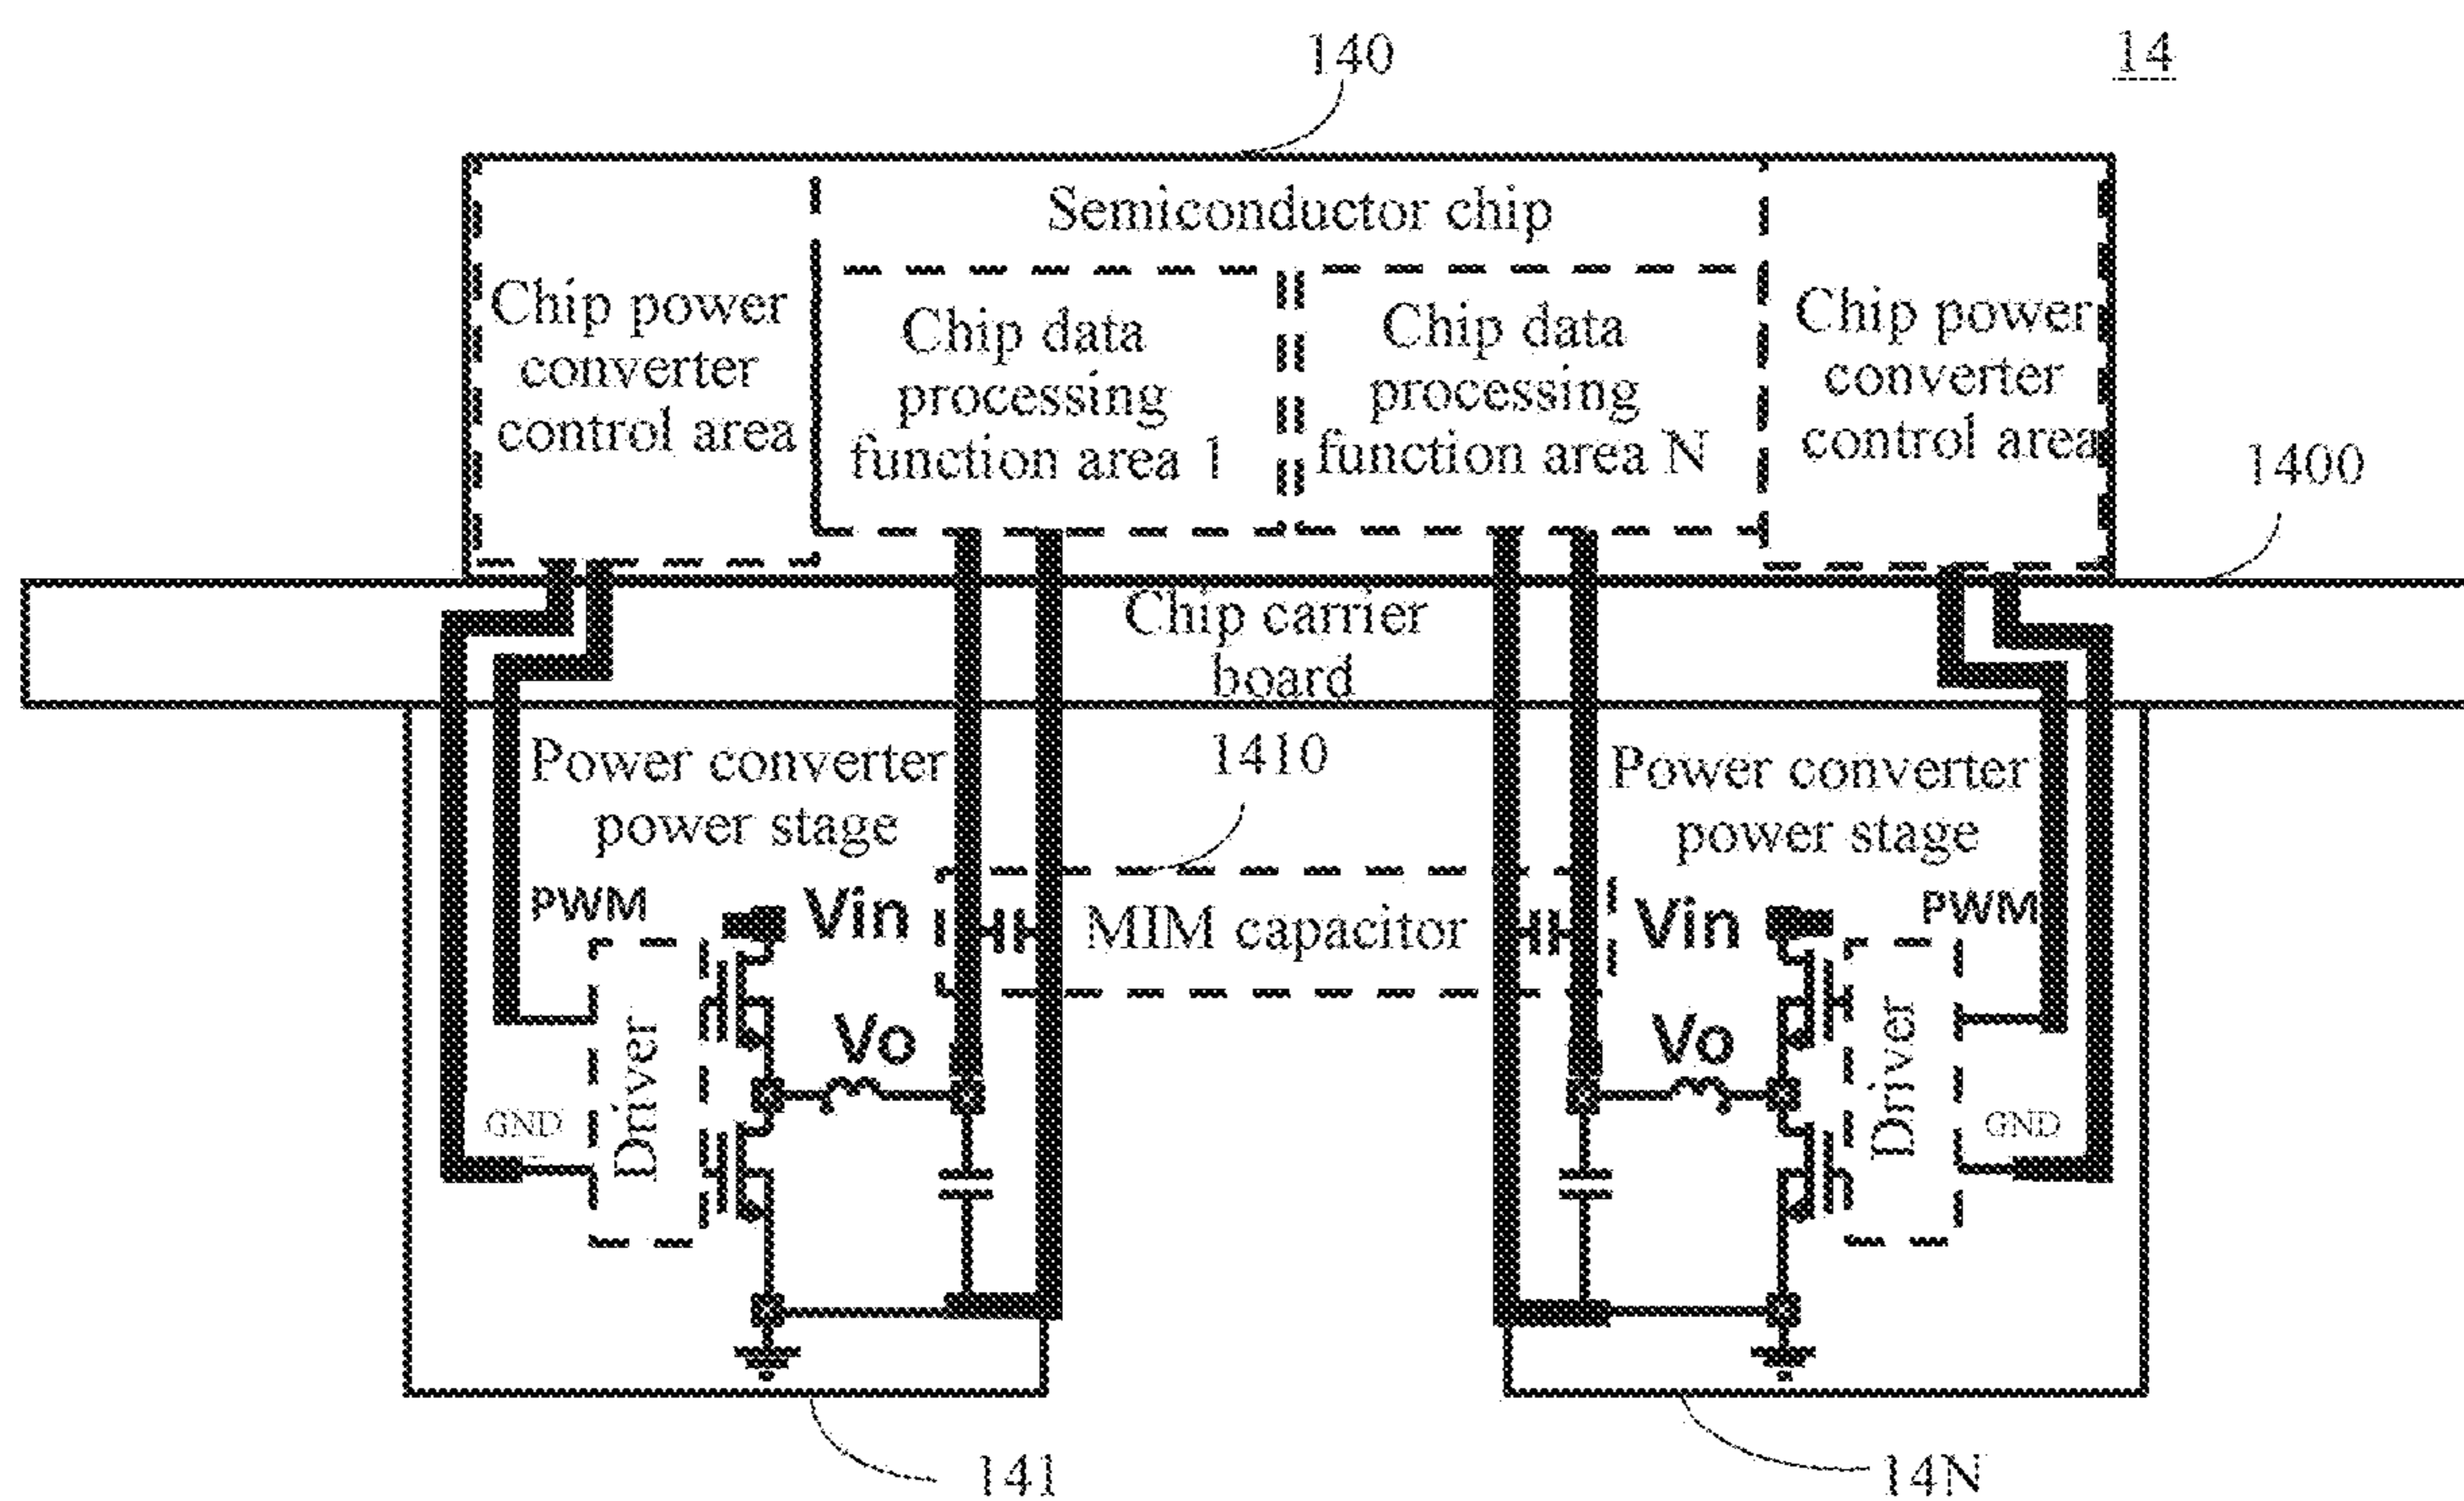 140
14
Semiconductor chip
Chip power
converter
control area
Chip data
processing
function area 1
Chip data
processing
function area N
Chip power
converter
control area
1400
Chip carrier
board
Power converter
power stage
1410
Power converter
power stage
PWM
Vin
MIM capacitor
Vin
PWM
Driver
Vo
Vo
Driver
GND
GND
141
14N